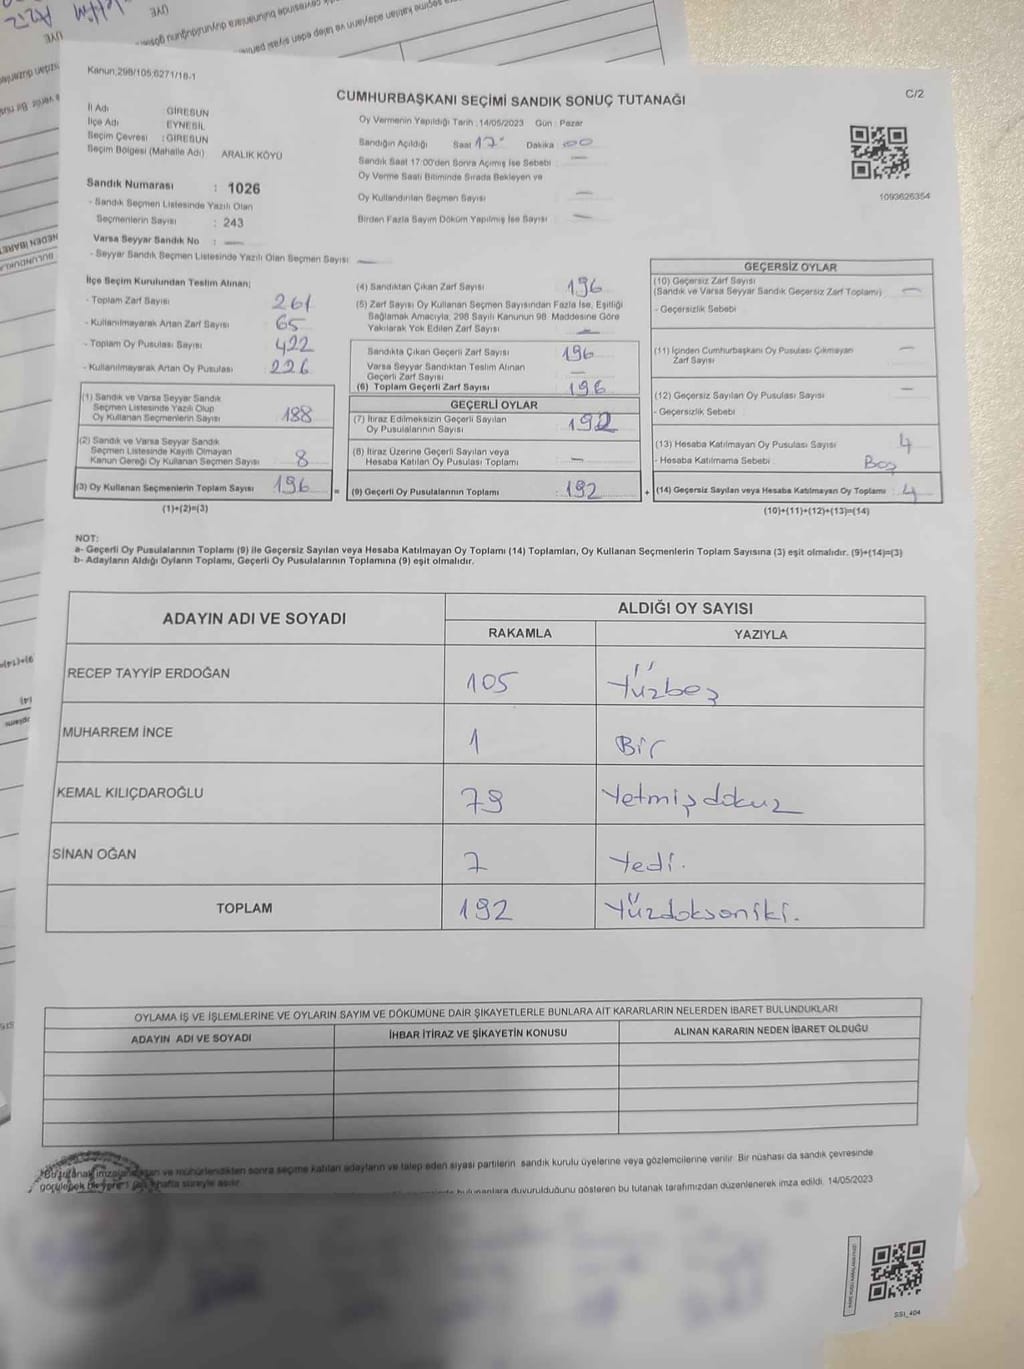 Kanun:298/105:6271/18-1
C/2
CUMHURBAŞKANI SEÇİMİ SANDIK SONUÇ TUTANAĞI
İl Adı GİRESUN
İlçe Adı EYNESİL
Seçim Çevresi : GİRESUN
Seçim Bölgesi (Mahalle Adı) ARALIK KÖYÜ
Sandık Numarası : 1026
- Sandık Seçmen Listesinde Yazılı Olan
Seçmenlerin Sayısı : 243
Varsa Seyyar Sandık No : —
- Seyyar Sandık Seçmen Listesinde Yazılı Olan Seçmen Sayısı : —
Oy Vermenin Yapıldığı Tarih : 14/05/2023 Gün : Pazar
Sandığın Açıldığı Saat 17 Dakika : 00
Sandık Saat 17:00'den Sonra Açımış İse Sebebi : —
Oy Verme Saati Bitiminde Sırada Bekleyen ve
Oy Kullandırılan Seçmen Sayısı : —
Birden Fazla Sayım Döküm Yapılmış İse Sayısı : —
1093626354
İlçe Seçim Kurulundan Teslim Alınan;
- Toplam Zarf Sayısı : 261
- Kullanılmayarak Artan Zarf Sayısı : 65
- Toplam Oy Pusulası Sayısı : 422
- Kullanılmayarak Artan Oy Pusulası : 226
(1) Sandık ve Varsa Seyyar Sandık
Seçmen Listesinde Yazılı Olup
Oy Kullanan Seçmenlerin Sayısı : 188
(2) Sandık ve Varsa Seyyar Sandık
Seçmen Listesinde Kayıtlı Olmayan
Kanun Gereği Oy Kullanan Seçmen Sayısı : 8
(3) Oy Kullanan Seçmenlerin Toplam Sayısı : 196
(1)+(2)=(3)
(4) Sandıktan Çıkan Zarf Sayısı : 196
(5) Zarf Sayısı Oy Kullanan Seçmen Sayısından Fazla İse, Eşitliği
Sağlamak Amacıyla, 298 Sayılı Kanunun 98. Maddesine Göre
Yakılarak Yok Edilen Zarf Sayısı : —
Sandıkta Çıkan Geçerli Zarf Sayısı : 196
Varsa Seyyar Sandıktan Teslim Alınan
Geçerli Zarf Sayısı : —
(6) Toplam Geçerli Zarf Sayısı : 196
GEÇERLİ OYLAR
(7) İtiraz Edilmeksizin Geçerli Sayılan
Oy Pusulalarının Sayısı : 192
(8) İtiraz Üzerine Geçerli Sayılan veya
Hesaba Katılan Oy Pusulası Toplamı : —
= (9) Geçerli Oy Pusulalarının Toplamı : 192
GEÇERSİZ OYLAR
(10) Geçersiz Zarf Sayısı
(Sandık ve Varsa Seyyar Sandık Geçersiz Zarf Toplamı) : —
- Geçersizlik Sebebi :
(11) İçinden Cumhurbaşkanı Oy Pusulası Çıkmayan
Zarf Sayısı : —
(12) Geçersiz Sayılan Oy Pusulası Sayısı : —
- Geçersizlik Sebebi :
(13) Hesaba Katılmayan Oy Pusulası Sayısı : 4
- Hesaba Katılmama Sebebi : Boş
+ (14) Geçersiz Sayılan veya Hesaba Katılmayan Oy Toplamı : 4
(10)+(11)+(12)+(13)=(14)
NOT:
a- Geçerli Oy Pusulalarının Toplamı (9) ile Geçersiz Sayılan veya Hesaba Katılmayan Oy Toplamı (14) Toplamları, Oy Kullanan Seçmenlerin Toplam Sayısına (3) eşit olmalıdır. (9)+(14)=(3)
b- Adayların Aldığı Oyların Toplamı, Geçerli Oy Pusulalarının Toplamına (9) eşit olmalıdır.
ADAYIN ADI VE SOYADI
ALDIĞI OY SAYISI
RAKAMLA YAZIYLA
RECEP TAYYİP ERDOĞAN 105 Yüzbeş
MUHARREM İNCE 1 Bir
KEMAL KILIÇDAROĞLU 79 Yetmişdokuz
SİNAN OĞAN 7 Yedi.
TOPLAM 192 Yüzdoksaniki.
OYLAMA İŞ VE İŞLEMLERİNE VE OYLARIN SAYIM VE DÖKÜMÜNE DAİR ŞİKAYETLERLE BUNLARA AİT KARARLARIN NELERDEN İBARET BULUNDUKLARI
ADAYIN ADI VE SOYADI
İHBAR İTİRAZ VE ŞİKAYETİN KONUSU
ALINAN KARARIN NEDEN İBARET OLDUĞU
ve mühürlendikten sonra seçime katılan adayların ve talep eden siyasi partilerin sandık kurulu üyelerine veya gözlemcilerine verilir. Bir nüshası da sandık çevresinde
hafta süreyle asılır.
duyurulduğunu gösteren bu tutanak tarafımızdan düzenlenerek imza edildi. 14/05/2023
SSI_404